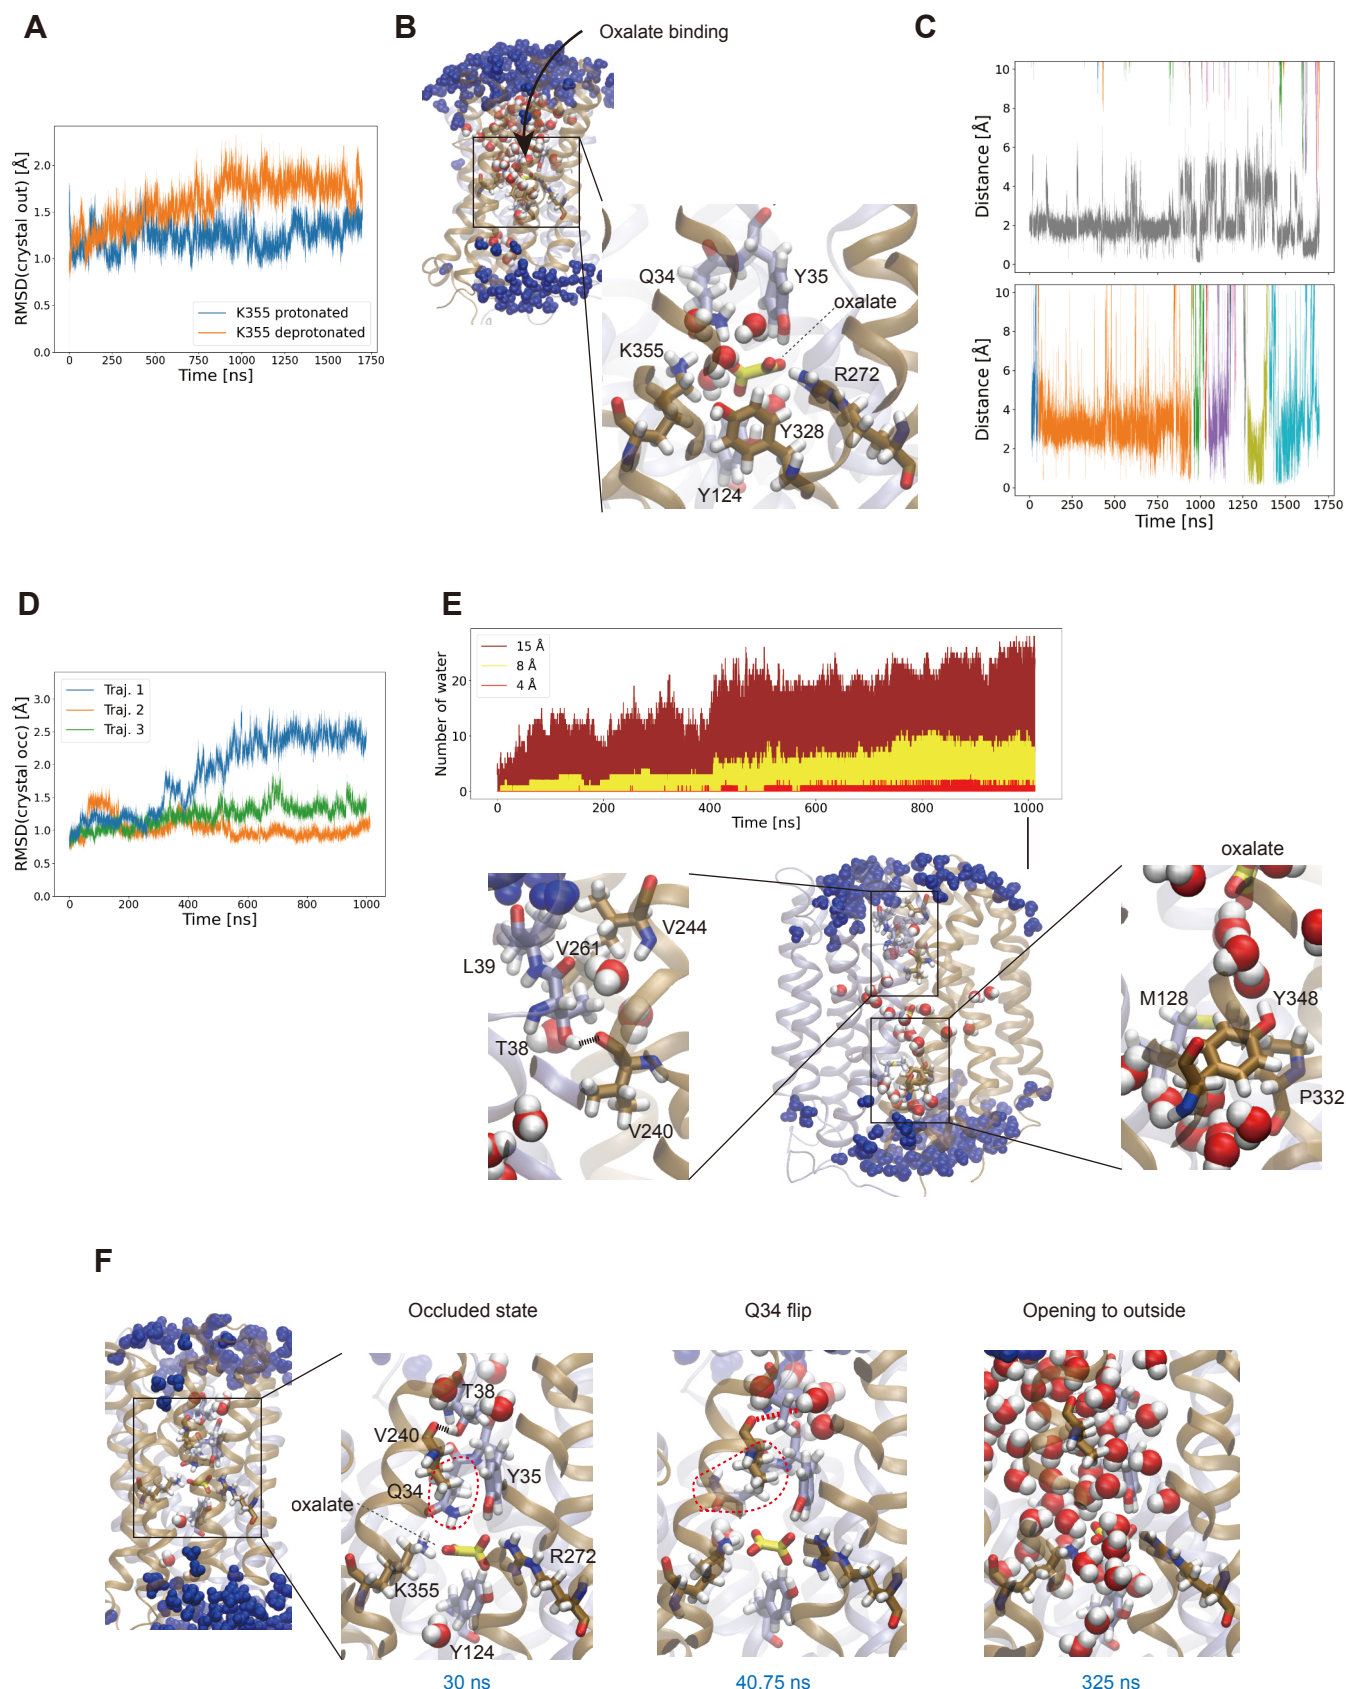 A
RMSD(crystal out) [Å]
2.0
1.5
1.0
0.5
0.0
K355 protonated
K355 deprotonated
0 250 500 750 1000 1250 1500 1750
Time [ns]
B
Oxalate binding
Q34
Y35
oxalate
K355
R272
Y328
Y124
C
Distance [Å]
10
8
6
4
2
0
Distance [Å]
10
8
6
4
2
0
0 250 500 750 1000 1250 1500 1750
Time [ns]
D
RMSD(crystal occ) [Å]
3.0
2.5
2.0
1.5
1.0
0.5
0.0
Traj. 1
Traj. 2
Traj. 3
0 200 400 600 800 1000
Time [ns]
E
Number of water
20
10
0
15 Å
8 Å
4 Å
0 200 400 600 800 1000
Time [ns]
V244
V261
L39
T38
V240
oxalate
M128
Y348
P332
F
Occluded state
Q34 flip
Opening to outside
T38
V240
Y35
Q34
oxalate
R272
K355
Y124
30 ns
40.75 ns
325 ns